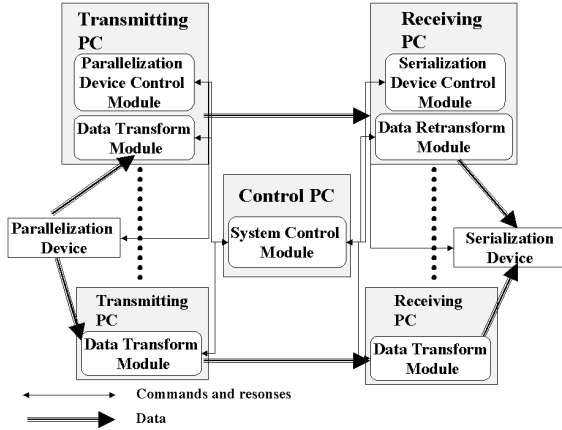 Transmitting
PC
Parallelization
Device Control
Module
Data Transform
Module
Receiving
PC
Serialization
Device Control
Module
Data Retransform
Module
Control PC
System Control
Module
Parallelization
Device
Serialization
Device
Transmitting
PC
Data Transform
Module
Receiving
PC
Data Transform
Module
Commands and resonses
Data